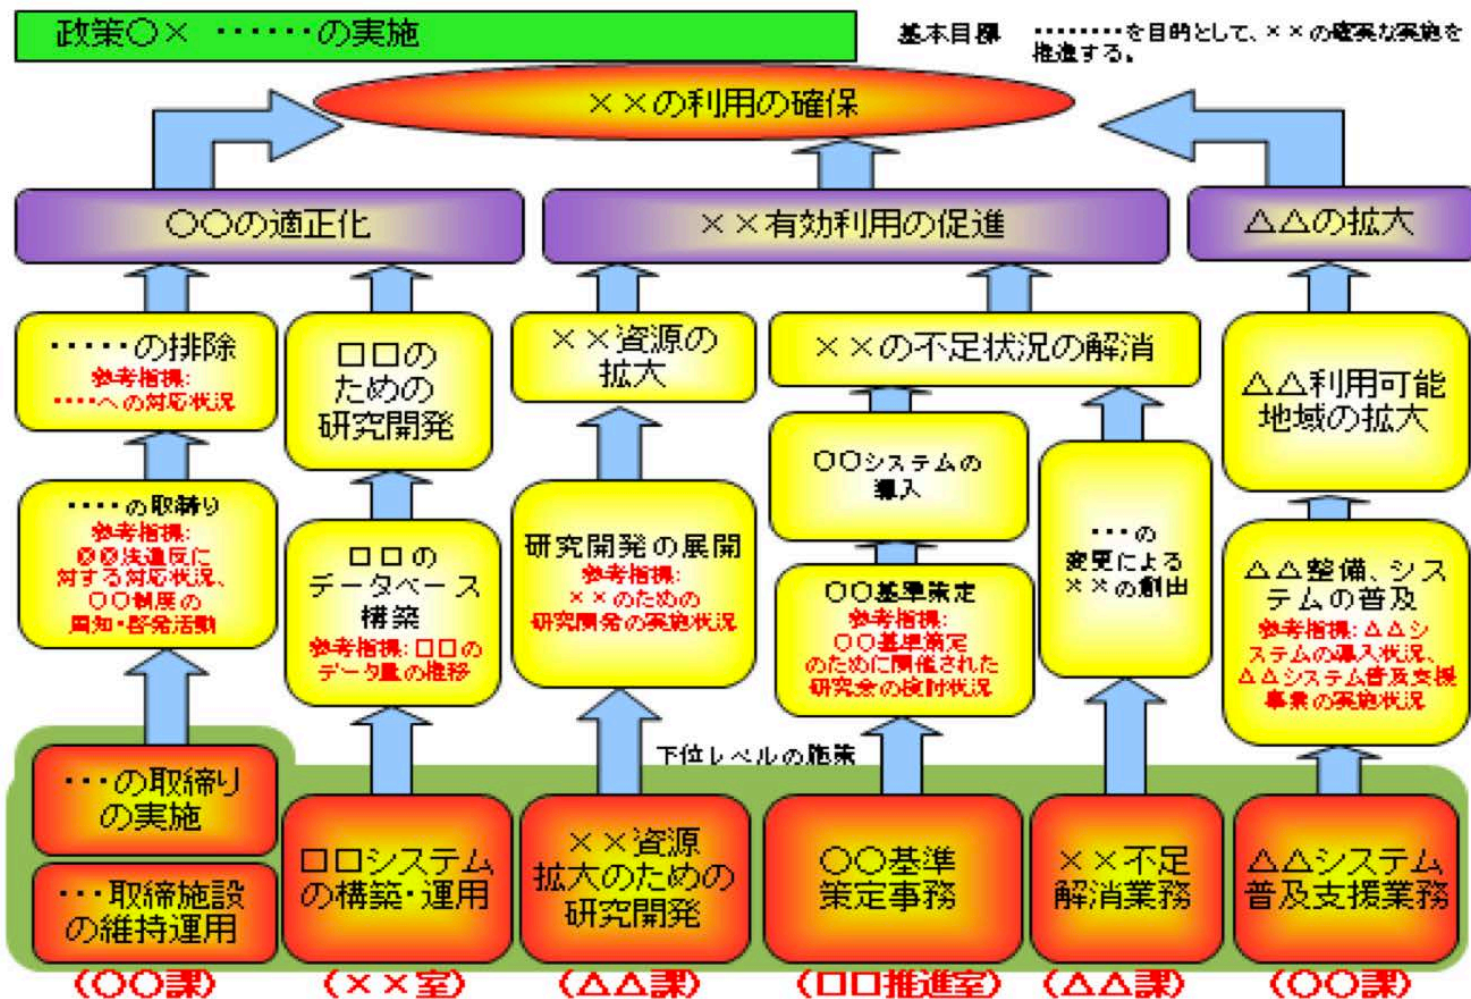 政策○× ‥‥‥の実施
基本目標 ‥‥‥‥を目的として、××の確実な実施を
推進する。
××の利用の確保
○○の適正化
××有効利用の促進
△△の拡大
‥‥・の排除
参考指標:
‥‥への対応状況
□□の
ための
研究開発
××資源の
拡大
××の不足状況の解消
△△利用可能
地域の拡大
‥‥の取締り
参考指標:
⊗⊗法違反に
対する対応状況、
○○制度の
周知・啓発活動
□□の
データベース
構築
参考指標:□□の
データ量の推移
研究開発の展開
参考指標:
××のための
研究開発の実施状況
○○システムの
導入
○○基準策定
参考指標:
○○基準策定
のために開催された
研究会の検討状況
・・・の
変更による
××の創出
△△整備、シス
テムの普及
参考指標:△△シ
ステムの導入状況、
△△システム普及支援
事業の実施状況
下位レベルの施策
・・・の取締り
の実施
・・・取締施設
の維持運用
□□システム
の構築・運用
××資源
拡大のための
研究開発
○○基準
策定事務
××不足
解消業務
△△システム
普及支援業務
(○○課)
(××室)
(△△課)
(□□推進室)
(△△課)
(○○課)